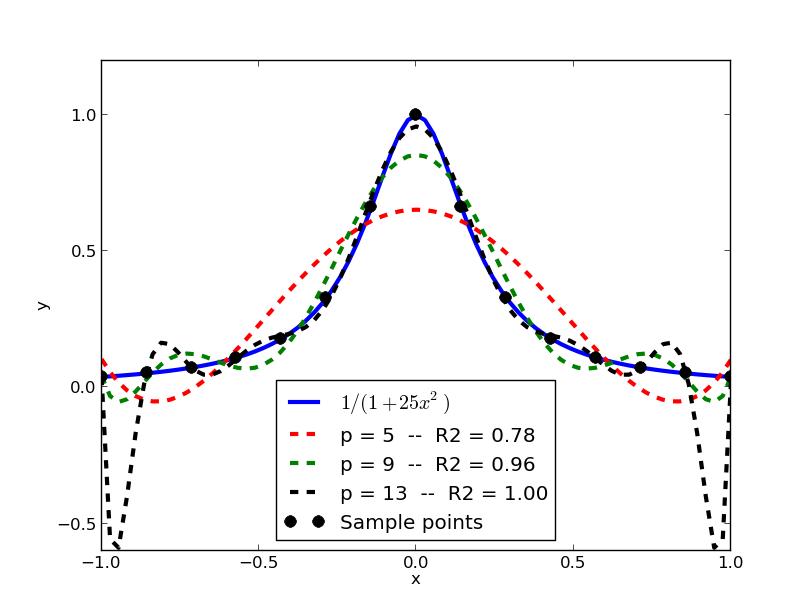 1.0
0.5
0.0
−0.5
y
1/(1+25x²)
p = 5 -- R2 = 0.78
p = 9 -- R2 = 0.96
p = 13 -- R2 = 1.00
Sample points
−1.0 −0.5 0.0 0.5 1.0
x